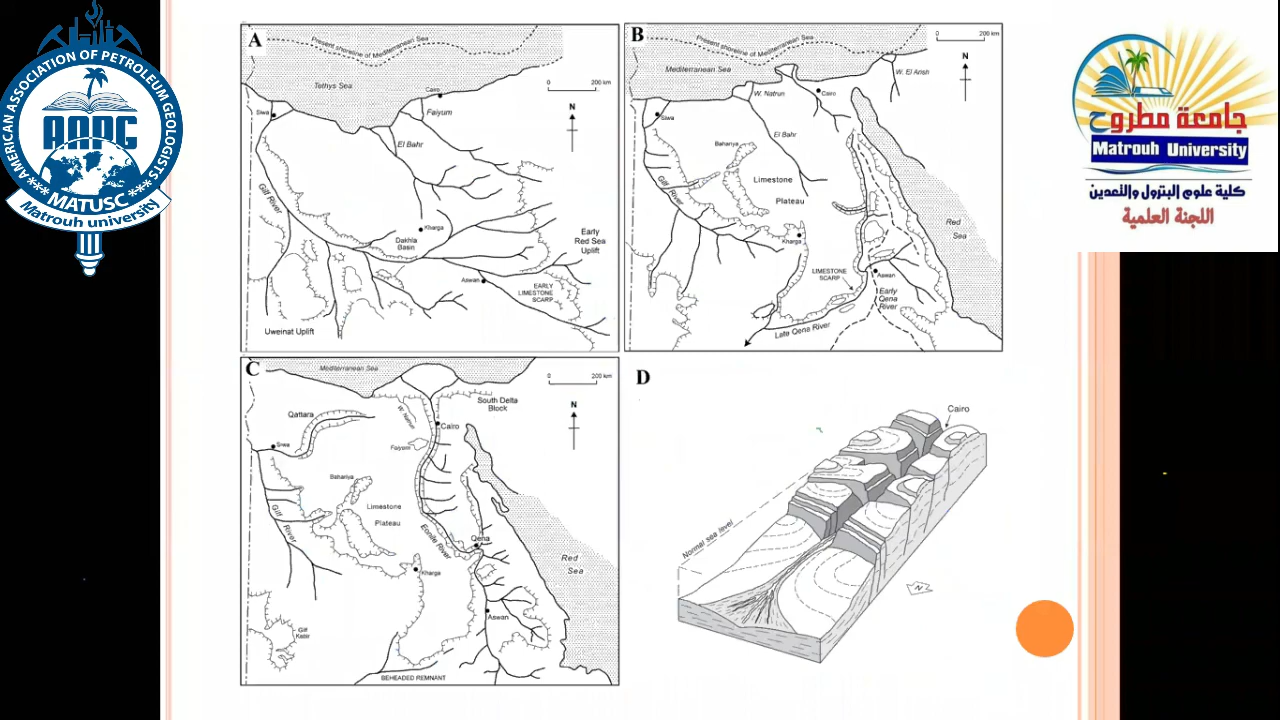 AMERICAN ASSOCIATION OF PETROLEUM GEOLOGISTS
AAPG
MATUSC
Matrouh university
A
Present shoreline of Mediterranean Sea
Tethys Sea
0 200 km
N
Siwa
Cairo
Faiyum
El Bahr
Gilf River
Kharga
Dakhla
Basin
Early
Red Sea
Uplift
Aswan
EARLY
LIMESTONE
SCARP
Uweinat Uplift
B
Present shoreline of Mediterranean Sea
0 200 km
Mediterranean Sea
N
W. El Arish
W. Natrun
Cairo
Siwa
El Bahr
Bahariya
Limestone
Plateau
Gilf River
Red
Sea
Kharga
LIMESTONE
SCARP
Aswan
Early
Qena
River
Late Qena River
C
Mediterranean Sea
0 200 km
N
South Delta
Block
Qattara
W. Natrun
Cairo
Siwa
Faiyum
Bahariya
Limestone
Plateau
Gilf River
Eonile River
Qena
Red
Sea
Kharga
Aswan
Gilf
Kebir
BEHEADED REMNANT
D
Cairo
Normal sea level
N
جامعة مطروح
Matrouh University
كلية علوم البترول والتعدين
اللجنة العلمية